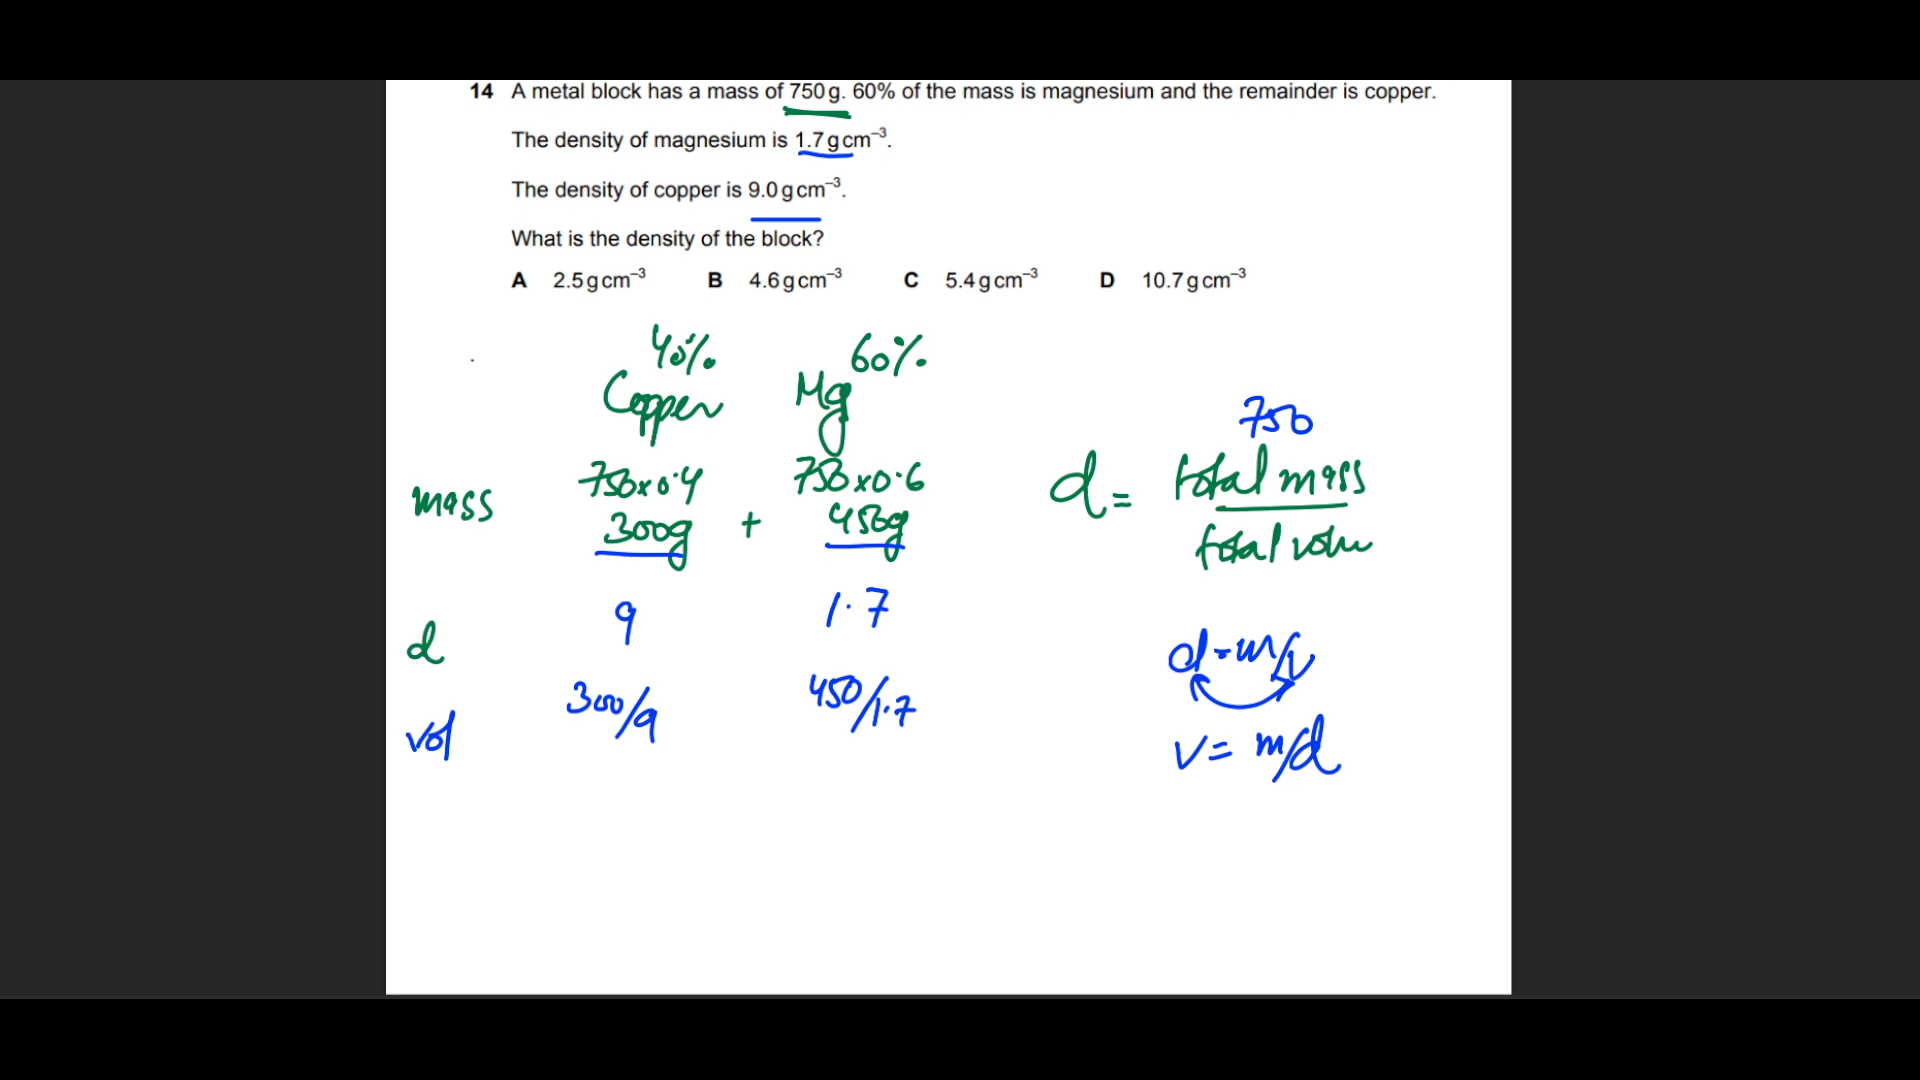 14 A metal block has a mass of 750 g. 60% of the mass is magnesium and the remainder is copper.
The density of magnesium is 1.7 g cm⁻³.
The density of copper is 9.0 g cm⁻³.
What is the density of the block?
A 2.5 g cm⁻³ B 4.6 g cm⁻³ C 5.4 g cm⁻³ D 10.7 g cm⁻³
40% 60%
Copper Mg
750
mass 750x0.4 750x0.6
300g + 450g
d = total mass
total volu
d 9 1.7
d=m/v
vol 300/9 450/1.7
v= m/d